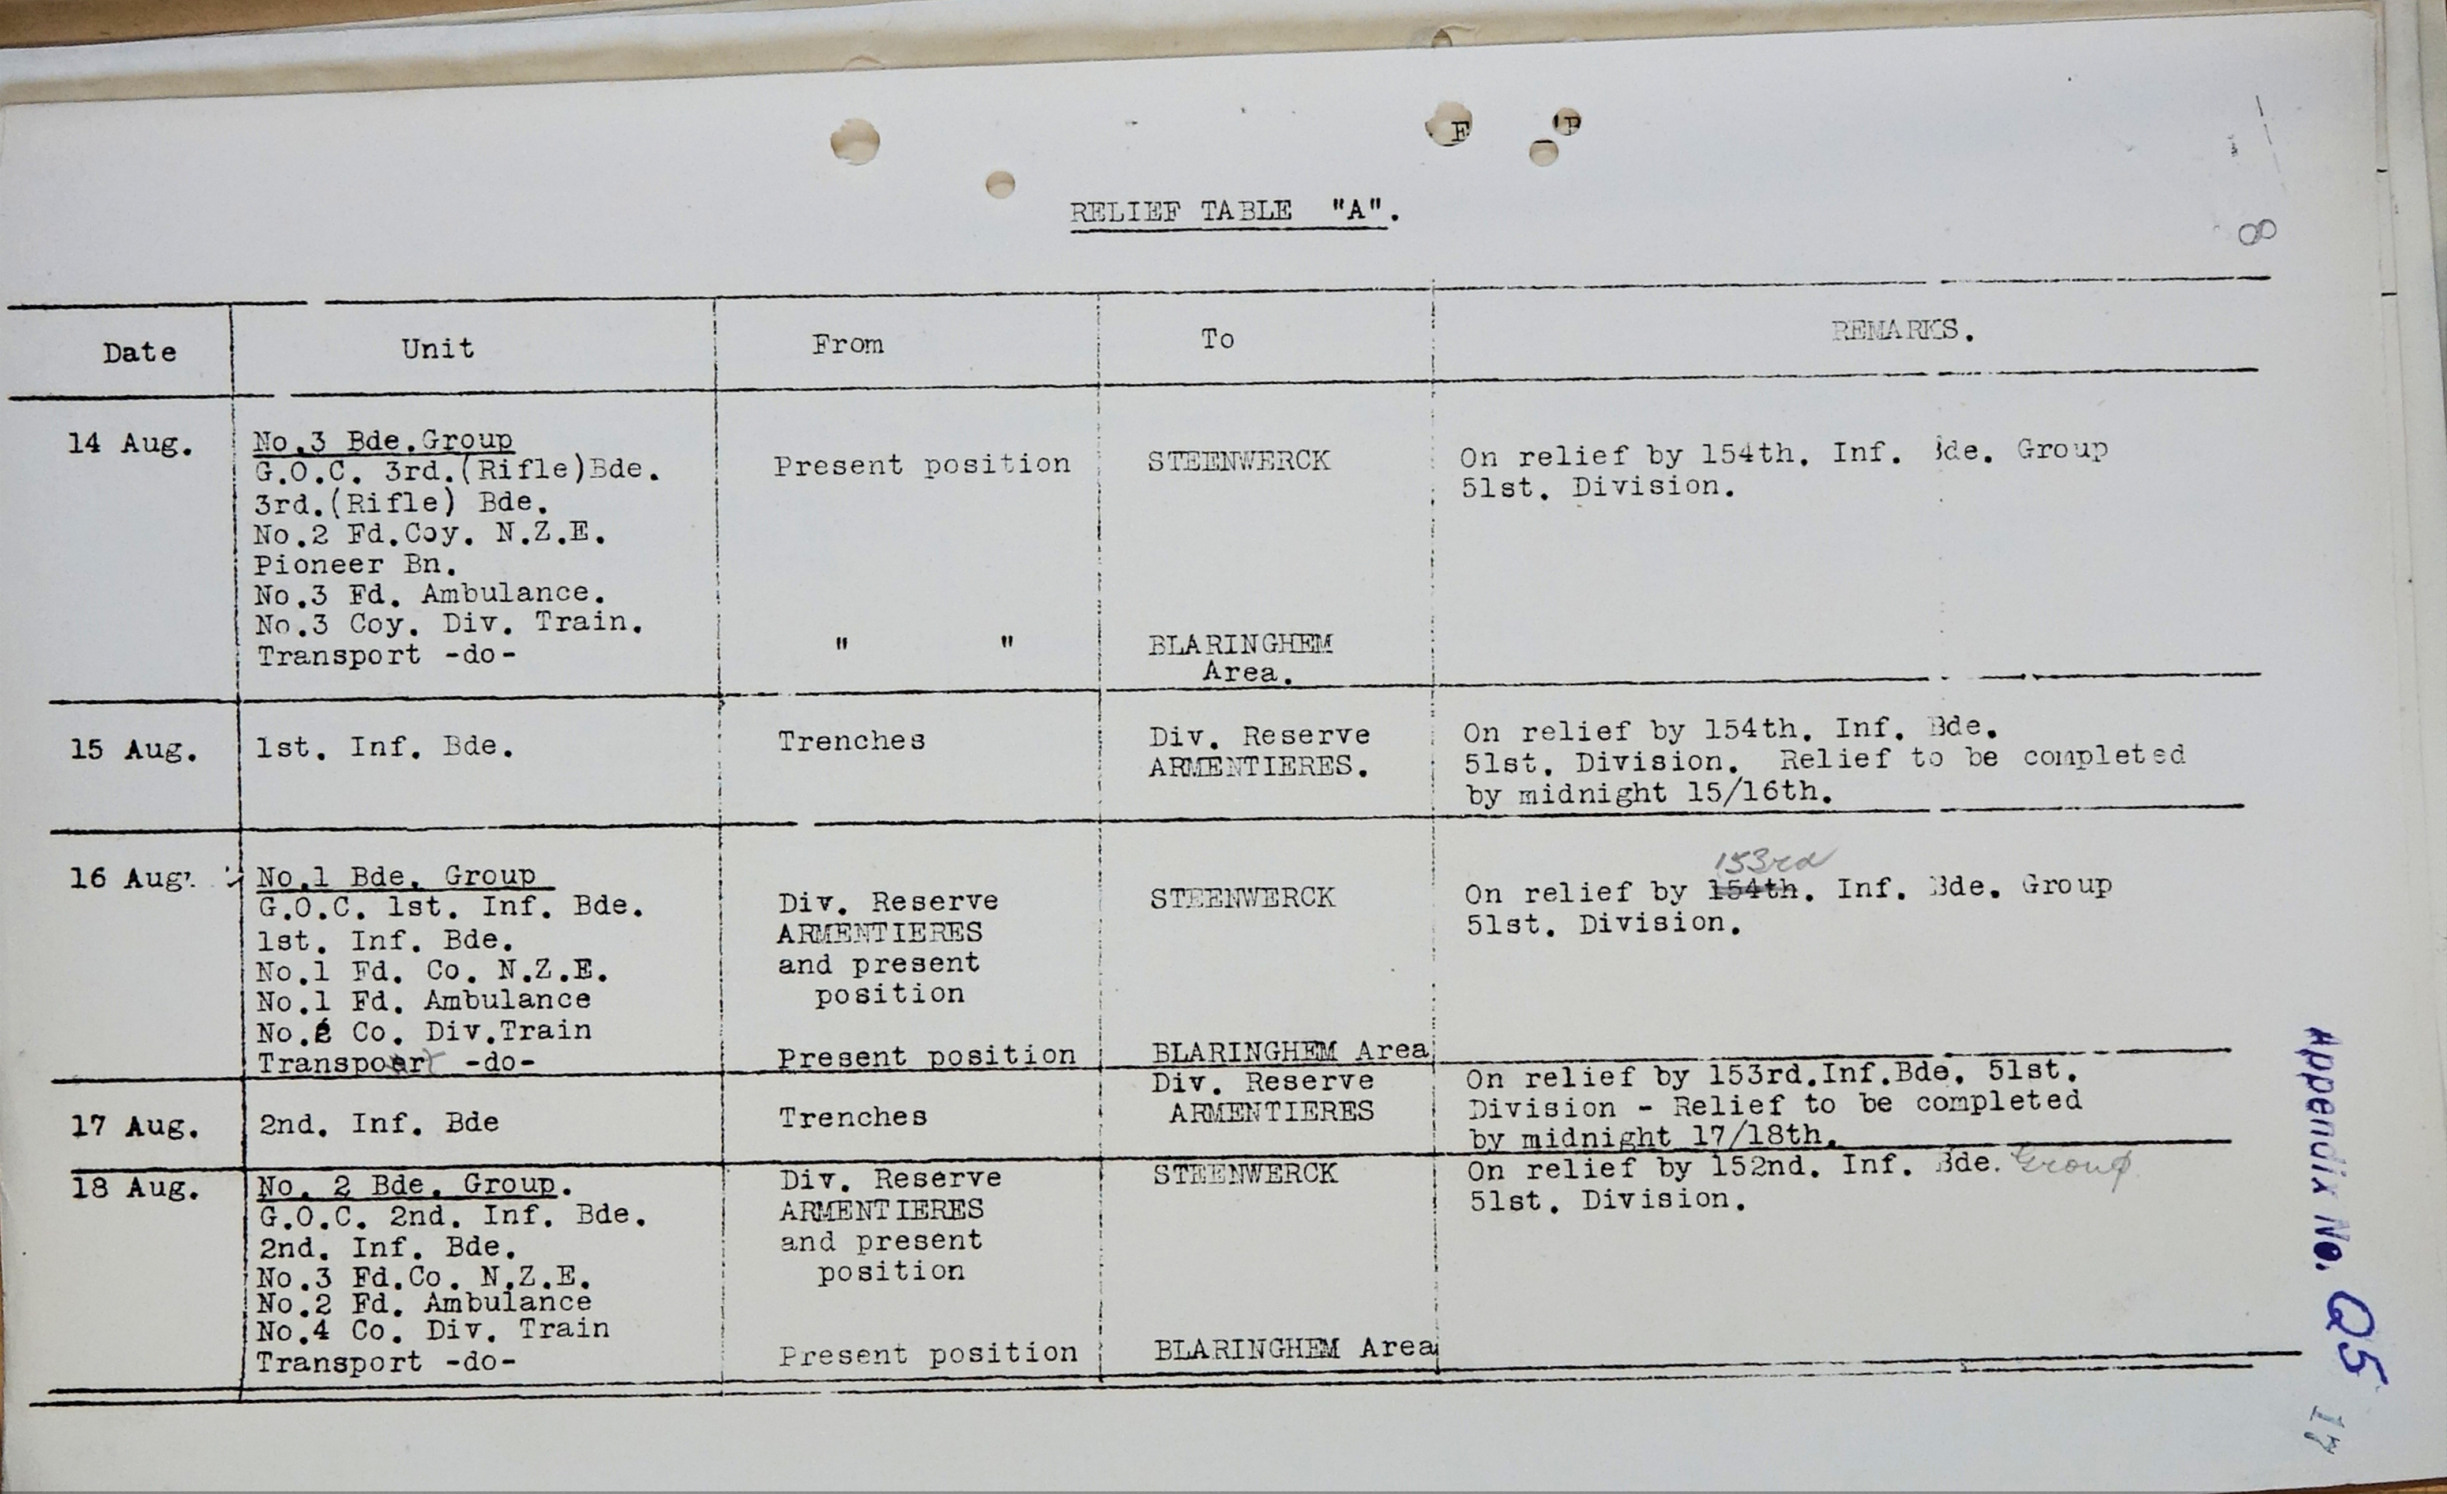 RELIEF TABLE "A".
8
Date Unit From To REMARKS.
14 Aug. No.3 Bde.Group
G.O.C. 3rd.(Rifle)Bde. Present position STEENWERCK On relief by 154th. Inf. Bde. Group
3rd.(Rifle) Bde. 51st. Division.
No.2 Fd.Coy. N.Z.E.
Pioneer Bn.
No.3 Fd. Ambulance.
No.3 Coy. Div. Train.
Transport -do- " " BLARINGHEM
Area.
15 Aug. 1st. Inf. Bde. Trenches Div. Reserve On relief by 154th. Inf. Bde.
ARMENTIERES. 51st. Division. Relief to be completed
by midnight 15/16th.
153rd
16 Aug. No.1 Bde. Group
G.O.C. 1st. Inf. Bde. Div. Reserve STEENWERCK On relief by 154th. Inf. Bde. Group
1st. Inf. Bde. ARMENTIERES 51st. Division.
No.1 Fd. Co. N.Z.E. and present
No.1 Fd. Ambulance position
No.2 Co. Div.Train
Transpoert -do- Present position BLARINGHEM Area
Div. Reserve On relief by 153rd.Inf.Bde. 51st.
17 Aug. 2nd. Inf. Bde Trenches ARMENTIERES Division - Relief to be completed
by midnight 17/18th.
18 Aug. No. 2 Bde. Group. Div. Reserve STEENWERCK On relief by 152nd. Inf. Bde. Group
G.O.C. 2nd. Inf. Bde. ARMENTIERES 51st. Division.
2nd. Inf. Bde. and present
No.3 Fd.Co. N.Z.E. position
No.2 Fd. Ambulance
No.4 Co. Div. Train
Transport -do- Present position BLARINGHEM Area
Appendix No. Q5
17